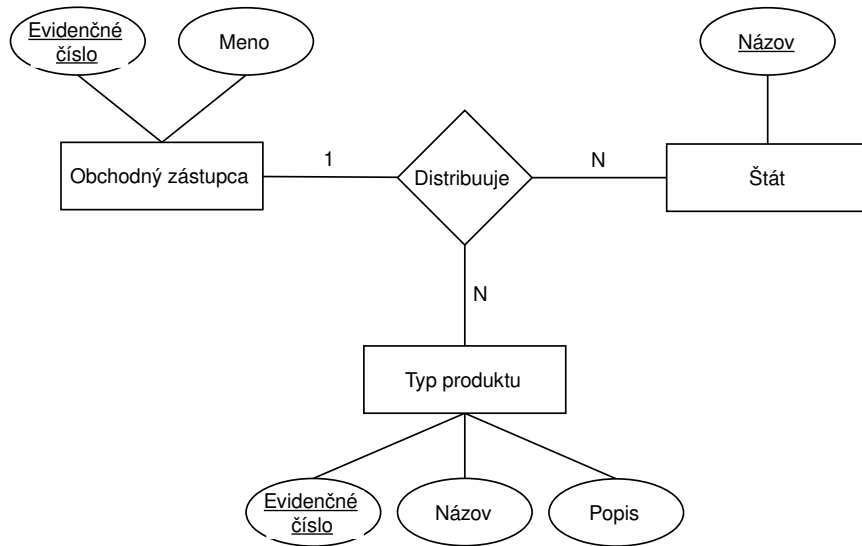 Evidenčné
číslo
Meno
Názov
Obchodný zástupca
1
Distribuuje
N
Štát
N
Typ produktu
Evidenčné
číslo
Názov
Popis